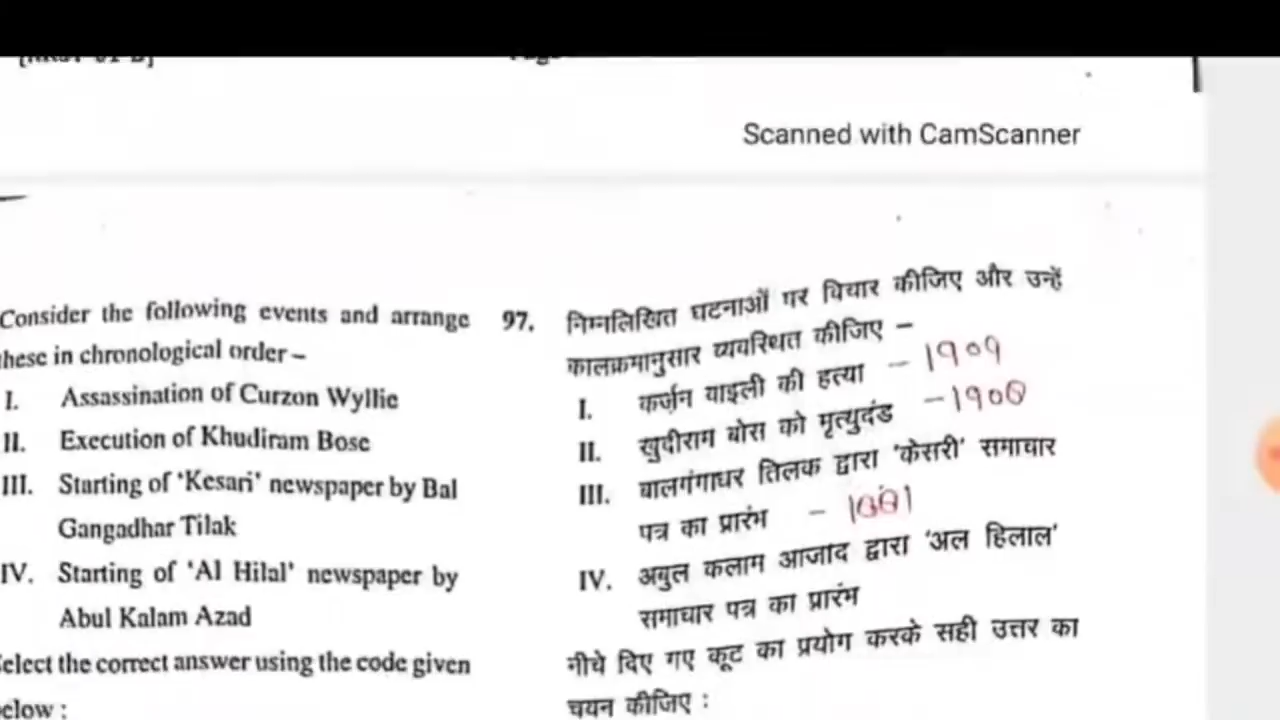 Scanned with CamScanner
Consider the following events and arrange
hese in chronological order –
I. Assassination of Curzon Wyllie
II. Execution of Khudiram Bose
III. Starting of ‘Kesari’ newspaper by Bal
Gangadhar Tilak
IV. Starting of ‘Al Hilal’ newspaper by
Abul Kalam Azad
elect the correct answer using the code given
elow :
97. निम्नलिखित घटनाओं पर विचार कीजिए और उन्हें
कालक्रमानुसार व्यवस्थित कीजिए –
I. कर्ज़न वाइली की हत्या – 1909
II. खुदीराम बोस को मृत्युदंड – 1908
III. बालगंगाधर तिलक द्वारा ‘केसरी’ समाचार
पत्र का प्रारंभ – 1881
IV. अबुल कलाम आजाद द्वारा ‘अल हिलाल’
समाचार पत्र का प्रारंभ
नीचे दिए गए कूट का प्रयोग करके सही उत्तर का
चयन कीजिए :